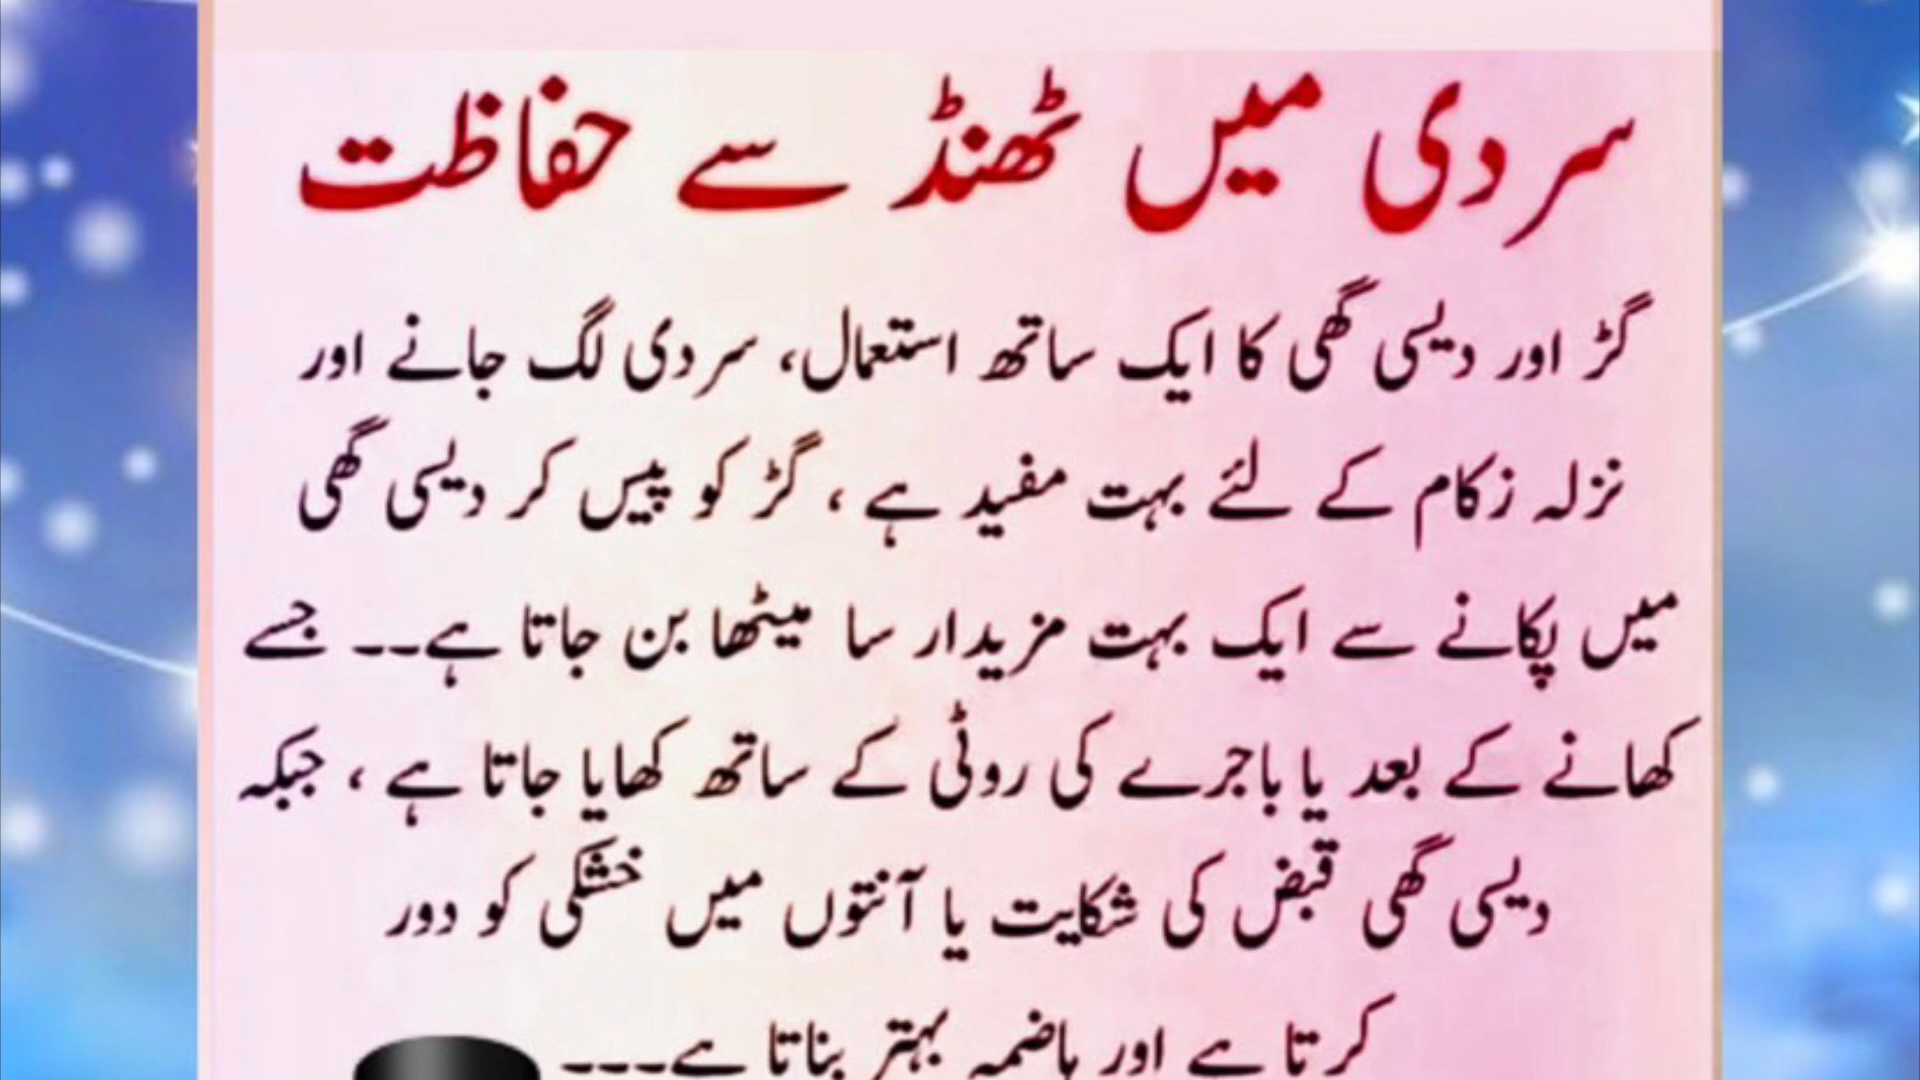 سردی میں ٹھنڈ سے حفاظت
گڑ اور دیسی گھی کا ایک ساتھ استعمال، سردی لگ جانے اور
نزلہ زکام کے لئے بہت مفید ہے ، گڑ کو پیس کر دیسی گھی
میں پکانے سے ایک بہت مزیدار سا میٹھا بن جاتا ہے۔۔ جسے
کھانے کے بعد یا باجرے کی روٹی کے ساتھ کھایا جاتا ہے ، جبکہ
دیسی گھی قبض کی شکایت یا آنتوں میں خشکی کو دور
کرتا ہے اور ہاضمہ بہتر بناتا ہے۔۔۔